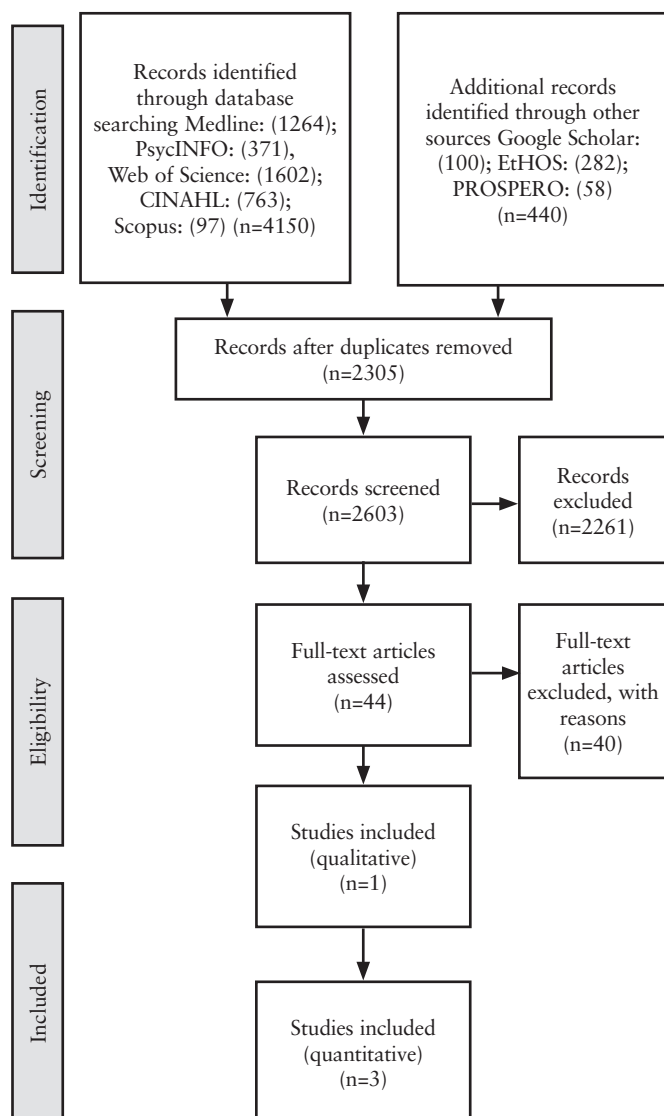 Identification
Records identified
through database
searching Medline: (1264);
PsycINFO: (371),
Web of Science: (1602);
CINAHL: (763);
Scopus: (97) (n=4150)
Additional records
identified through other
sources Google Scholar:
(100); EtHOS: (282);
PROSPERO: (58)
(n=440)
Screening
Records after duplicates removed
(n=2305)
Records screened
(n=2603)
Records
excluded
(n=2261)
Eligibility
Full-text articles
assessed
(n=44)
Full-text
articles
excluded, with
reasons
(n=40)
Studies included
(qualitative)
(n=1)
Included
Studies included
(quantitative)
(n=3)